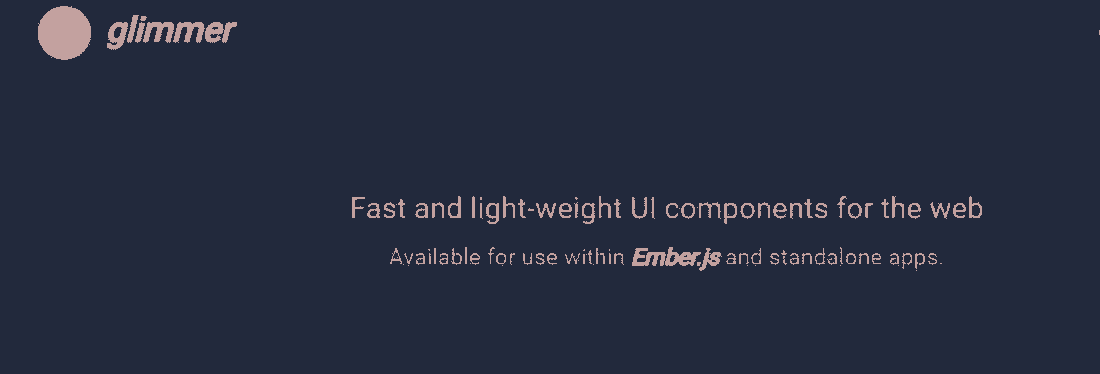 glimmer
Fast and light-weight UI components for the web
Available for use within Ember.js and standalone apps.